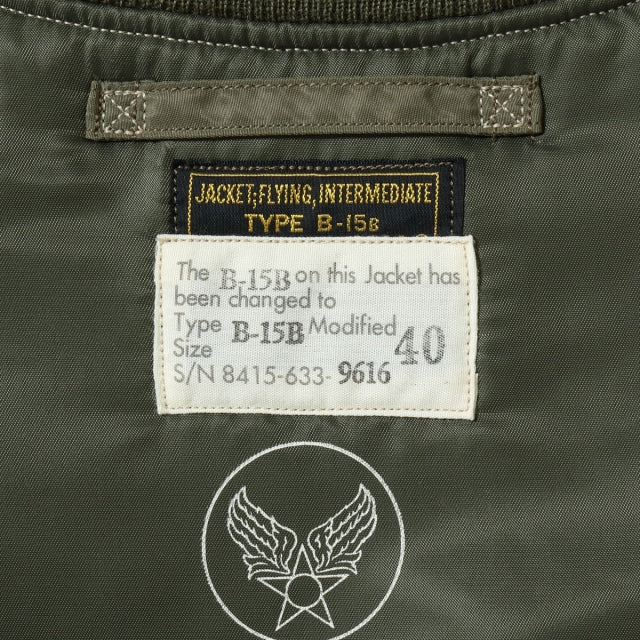 JACKET;FLYING,INTERMEDIATE
TYPE B-15B
The B-15B on this Jacket has
been changed to
Type B-15B Modified
Size 40
S/N 8415-633-9616